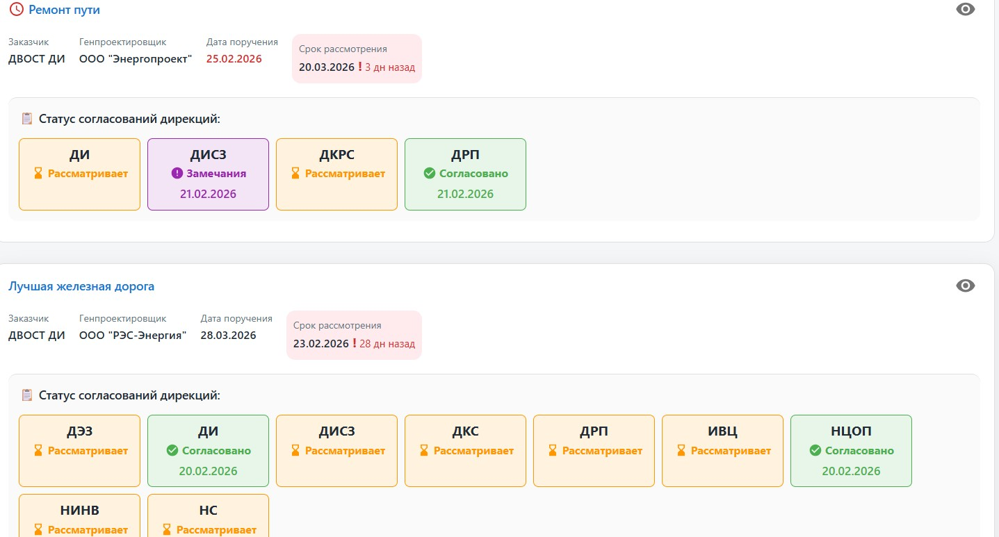 Ремонт пути
Заказчик Генпроектировщик Дата поручения Срок рассмотрения
ДВОСТ ДИ ООО "Энергопроект" 25.02.2026 20.03.2026 ! 3 дн назад
Статус согласований дирекций:
ДИ ДИСЗ ДКРС ДРП
Рассматривает Замечания Рассматривает Согласовано
21.02.2026 21.02.2026
Лучшая железная дорога
Заказчик Генпроектировщик Дата поручения Срок рассмотрения
ДВОСТ ДИ ООО "РЭС-Энергия" 28.03.2026 23.02.2026 ! 28 дн назад
Статус согласований дирекций:
ДЭЗ ДИ ДИСЗ ДКС ДРП ИВЦ НЦОП
Рассматривает Согласовано Рассматривает Рассматривает Рассматривает Рассматривает Согласовано
20.02.2026 20.02.2026
НИНВ НС
Рассматривает Рассматривает